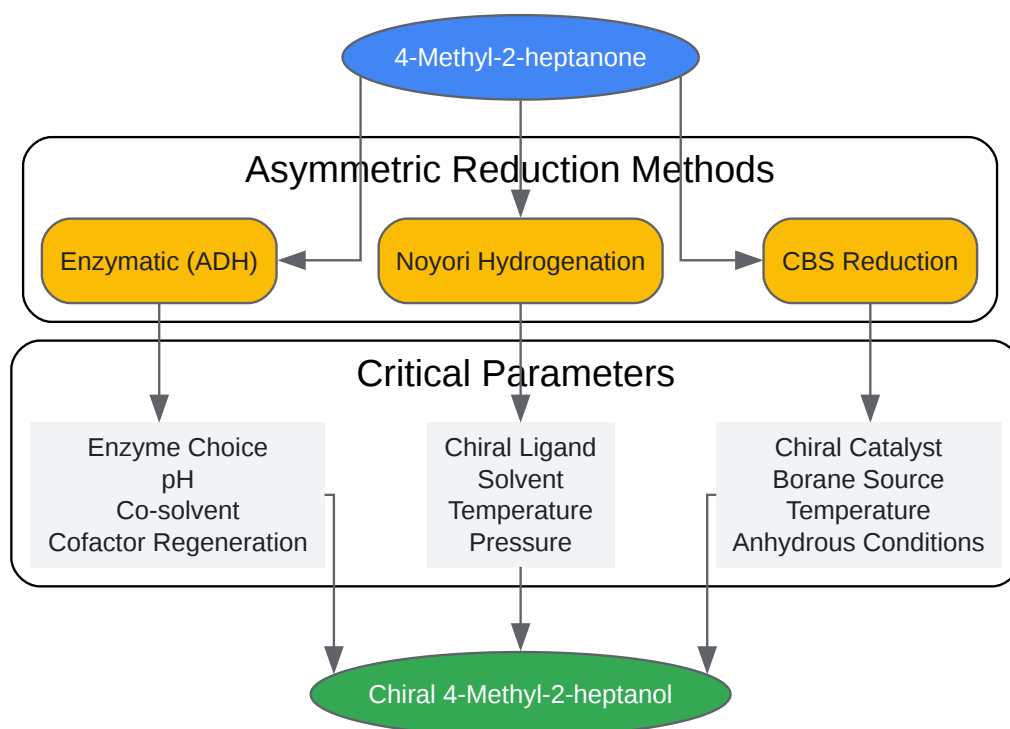 4-Methyl-2-heptanone
Asymmetric Reduction Methods
Enzymatic (ADH)
Noyori Hydrogenation
CBS Reduction
Critical Parameters
Enzyme Choice
pH
Co-solvent
Cofactor Regeneration
Chiral Ligand
Solvent
Temperature
Pressure
Chiral Catalyst
Borane Source
Temperature
Anhydrous Conditions
Chiral 4-Methyl-2-heptanol